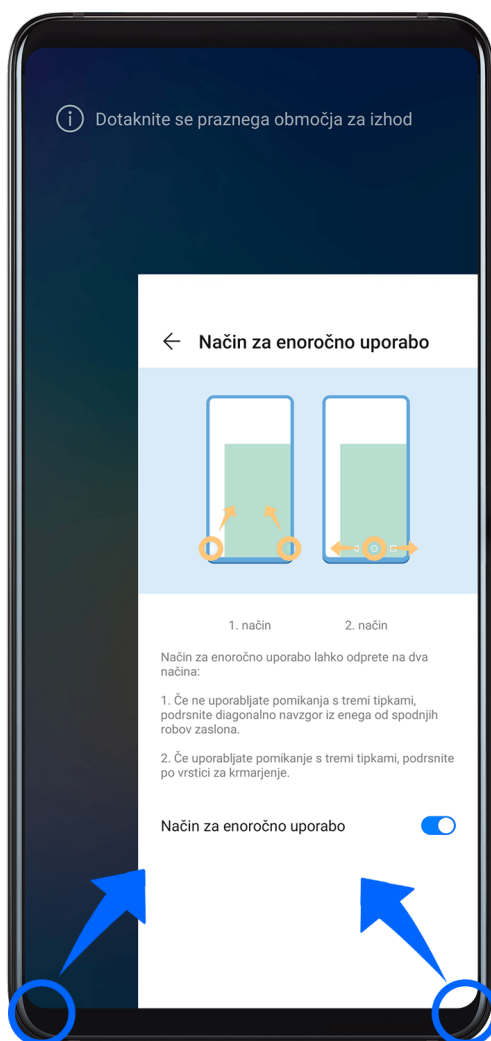 Dotaknite se praznega območja za izhod
Način za enoročno uporabo
1. način 2. način
Način za enoročno uporabo lahko odprete na dva
načina:
1. Če ne uporabljate pomikanja s tremi tipkami,
podrsnite diagonalno navzgor iz enega od spodnjih
robov zaslona.
2. Če uporabljate pomikanje s tremi tipkami, podrsnite
po vrstici za krmarjenje.
Način za enoročno uporabo